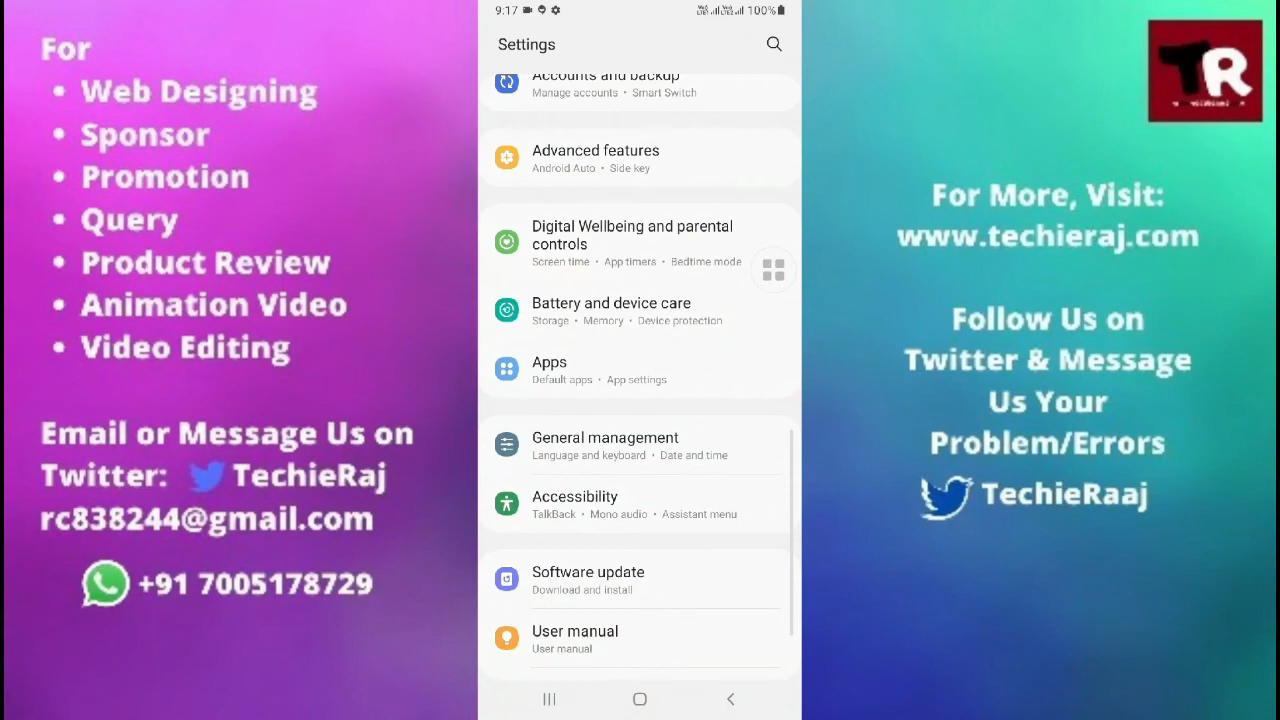 For
• Web Designing
• Sponsor
• Promotion
• Query
• Product Review
• Animation Video
• Video Editing
Email or Message Us on
Twitter: TechieRaj
rc838244@gmail.com
+91 7005178729
9:17
100%
Settings
Accounts and backup
Manage accounts • Smart Switch
Advanced features
Android Auto • Side key
Digital Wellbeing and parental
controls
Screen time • App timers • Bedtime mode
Battery and device care
Storage • Memory • Device protection
Apps
Default apps • App settings
General management
Language and keyboard • Date and time
Accessibility
TalkBack • Mono audio • Assistant menu
Software update
Download and install
User manual
User manual
TR
For More, Visit:
www.techieraj.com
Follow Us on
Twitter & Message
Us Your
Problem/Errors
TechieRaaj